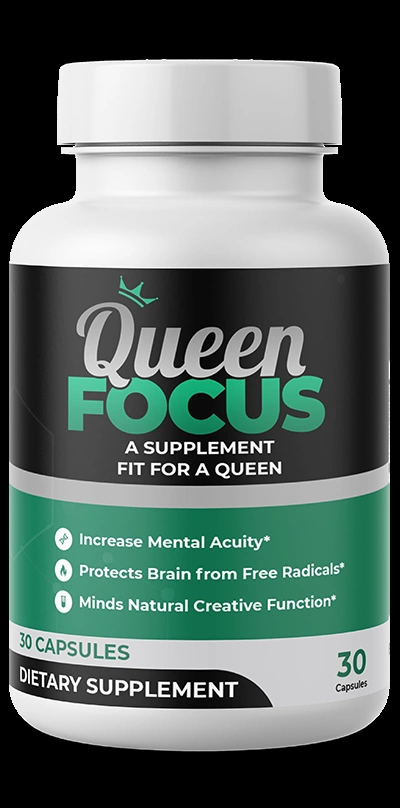 Queen
FOCUS
A SUPPLEMENT
FIT FOR A QUEEN
Increase Mental Acuity*
Protects Brain from Free Radicals*
Minds Natural Creative Function*
30 CAPSULES
DIETARY SUPPLEMENT
30
Capsules